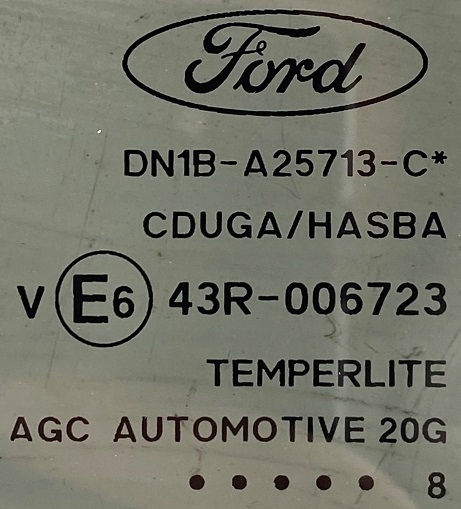 Ford
DN1B-A25713-C*
CDUGA/HASBA
V E6 43R-006723
TEMPERLITE
AGC AUTOMOTIVE 20G
• • • • • 8